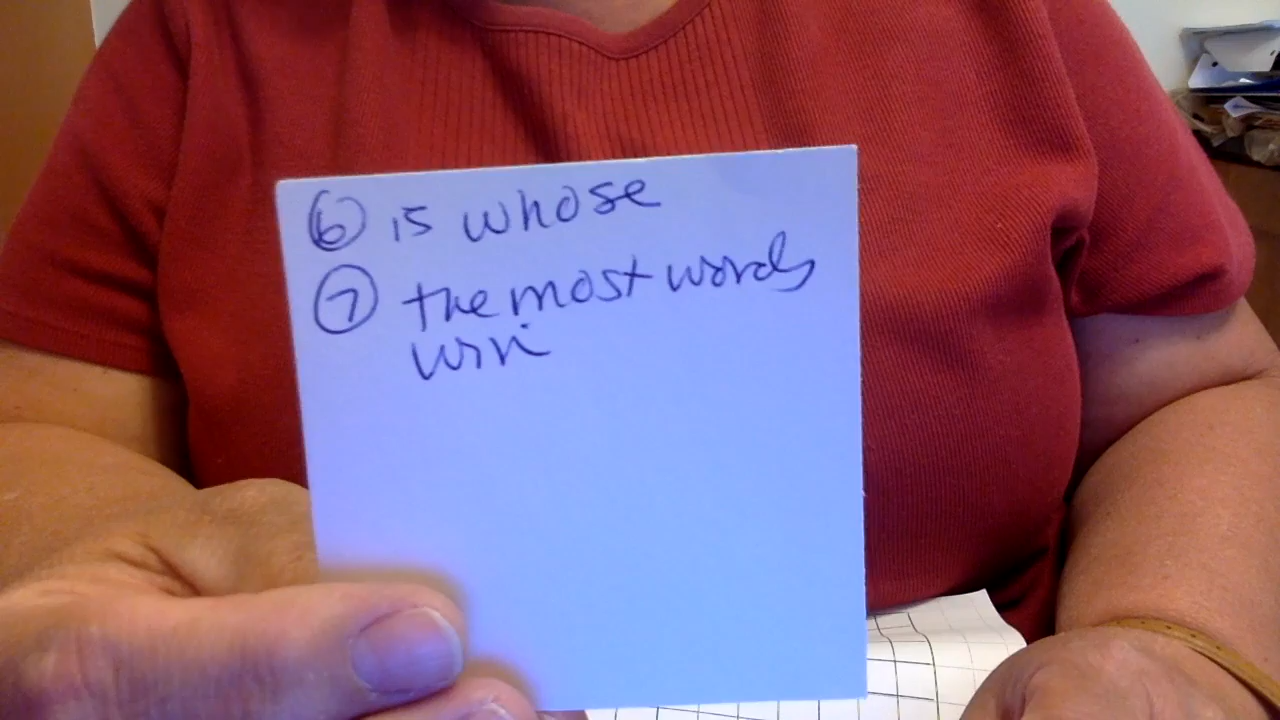 ⑥ is whose
⑦ the most words
win